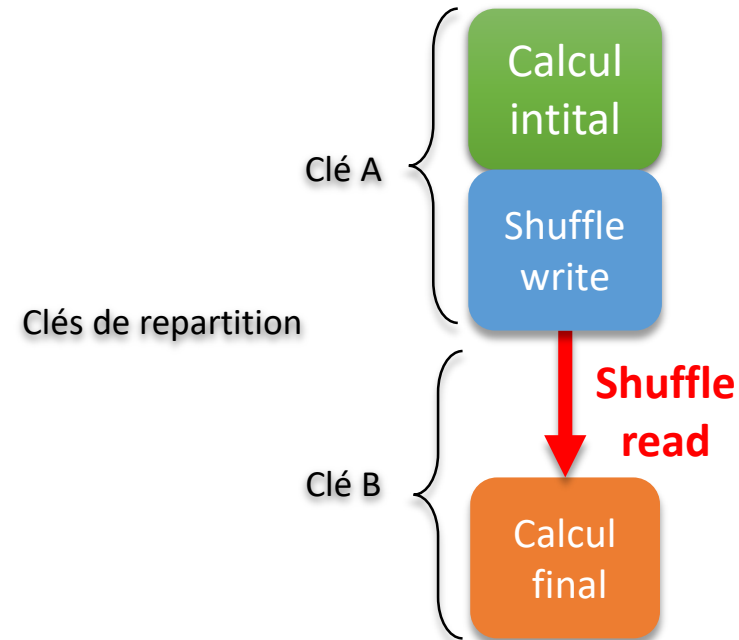 Calcul
intital
Clé A
Shuffle
write
Clés de repartition
Shuffle
read
Clé B
Calcul
final